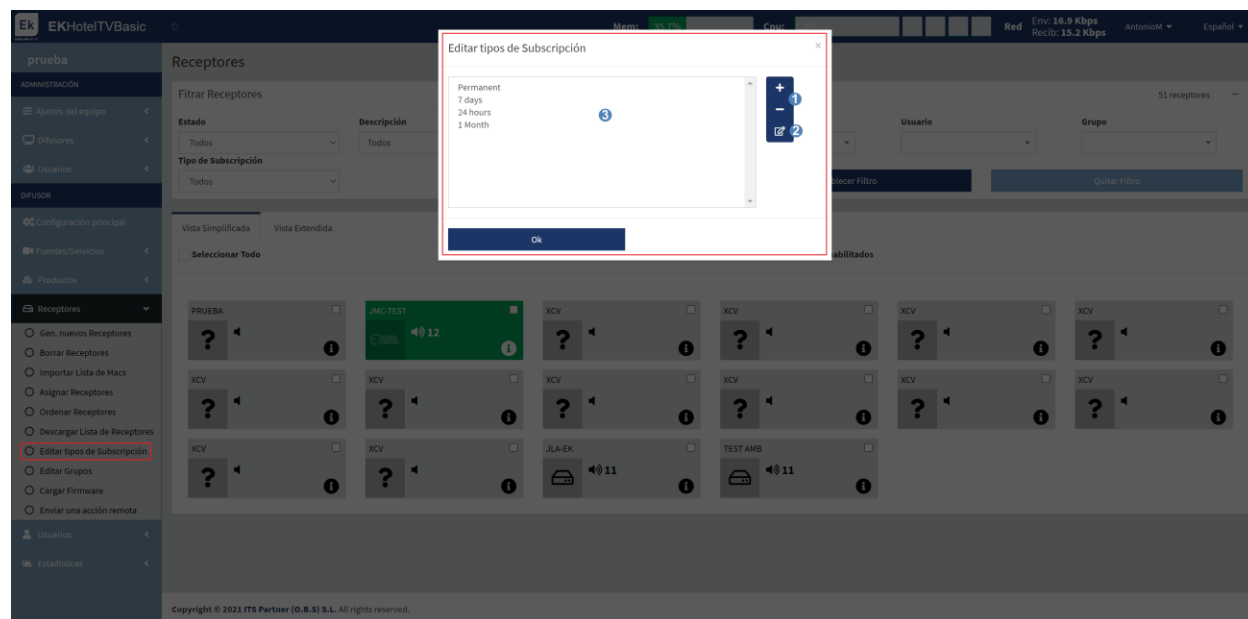 Ek EKHotelTVBasic
Mem: 35.7% Cpu: Red Env: 16.9 Kbps Recib: 15.2 Kbps AntonioM Español
prueba
ADMINISTRACIÓN
Ajustes del equipo
Difusores
Usuarios
DIFUSOR
Configuración principal
Fuentes/Servicios
Productos
Receptores
Gen. nuevos Receptores
Borrar Receptores
Importar Lista de Macs
Asignar Receptores
Ordenar Receptores
Descargar Lista de Receptores
Editar tipos de Subscripción
Editar Grupos
Cargar Firmware
Enviar una acción remota
Usuarios
Estadísticas
Receptores
Fitrar Receptores
51 receptores
Estado Descripción Usuario Grupo
Todos Todos
Tipo de Subscripción
Todos
blecer Filtro Quitar Filtro
Editar tipos de Subscripción ×
Permanent
7 days
24 hours
1 Month
+
1
−
2
3
Ok
Vista Simplificada Vista Extendida
Seleccionar Todo abilitados
PRUEBA JMC-TEST XCV XCV XCV XCV
? 12 ? ? ? ?
XCV XCV XCV XCV XCV XCV
? ? ? ? ? ?
XCV XCV JLA-EK TEST AMB
? ? 11 11
Copyright © 2021 ITS Partner (O.B.S) S.L. All rights reserved.